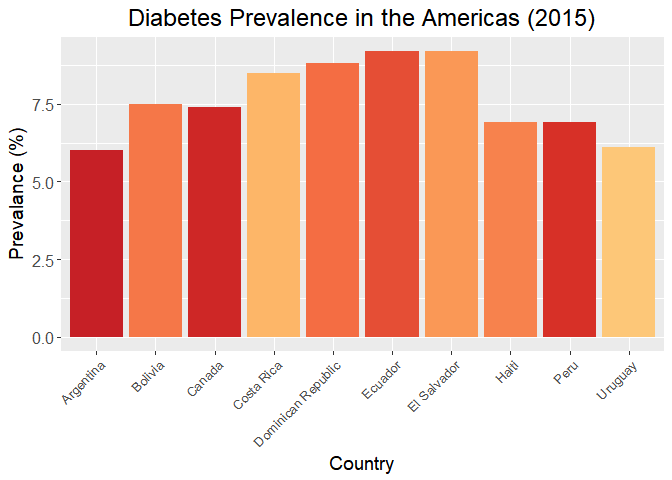 Diabetes Prevalence in the Americas (2015)
Prevalance (%)
7.5
5.0
2.5
0.0
Argentina
Bolivia
Canada
Costa Rica
Dominican Republic
Ecuador
El Salvador
Haiti
Peru
Uruguay
Country